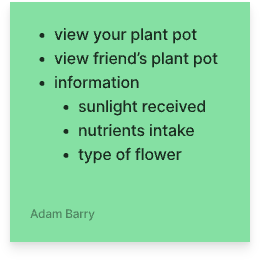 • view your plant pot
• view friend's plant pot
• information
• sunlight received
• nutrients intake
• type of flower
Adam Barry